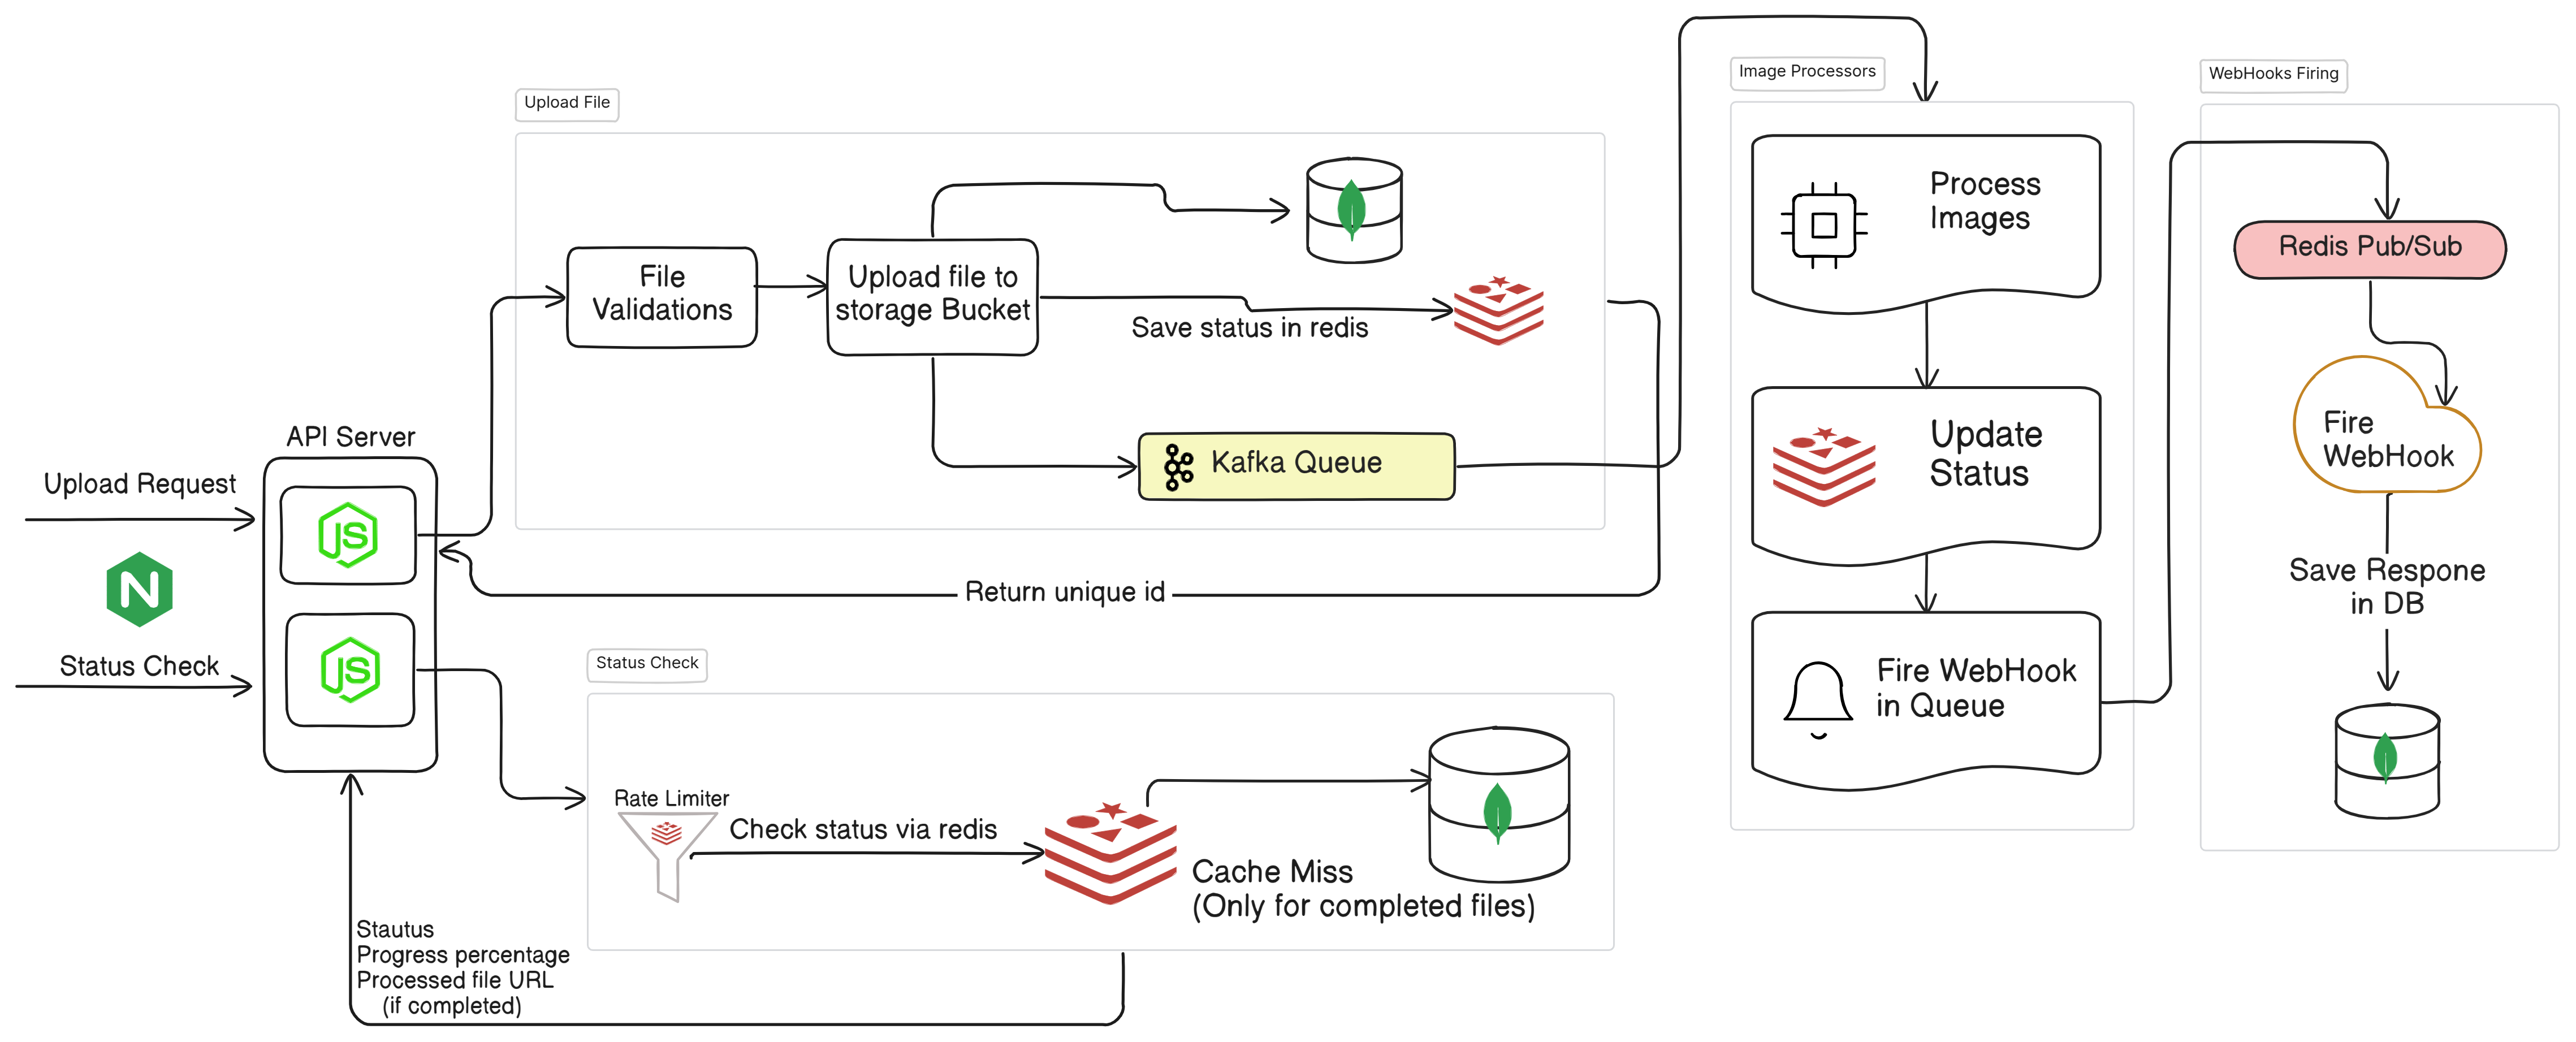 Upload File
File
Validations
Upload file to
storage Bucket
Save status in redis
Kafka Queue
API Server
Upload Request
JS
N
Status Check
JS
Return unique id
Status Check
Rate Limiter
Check status via redis
Cache Miss
(Only for completed files)
Stautus
Progress percentage
Processed file URL
(if completed)
Image Processors
Process
Images
Update
Status
Fire WebHook
in Queue
WebHooks Firing
Redis Pub/Sub
Fire
WebHook
Save Respone
in DB